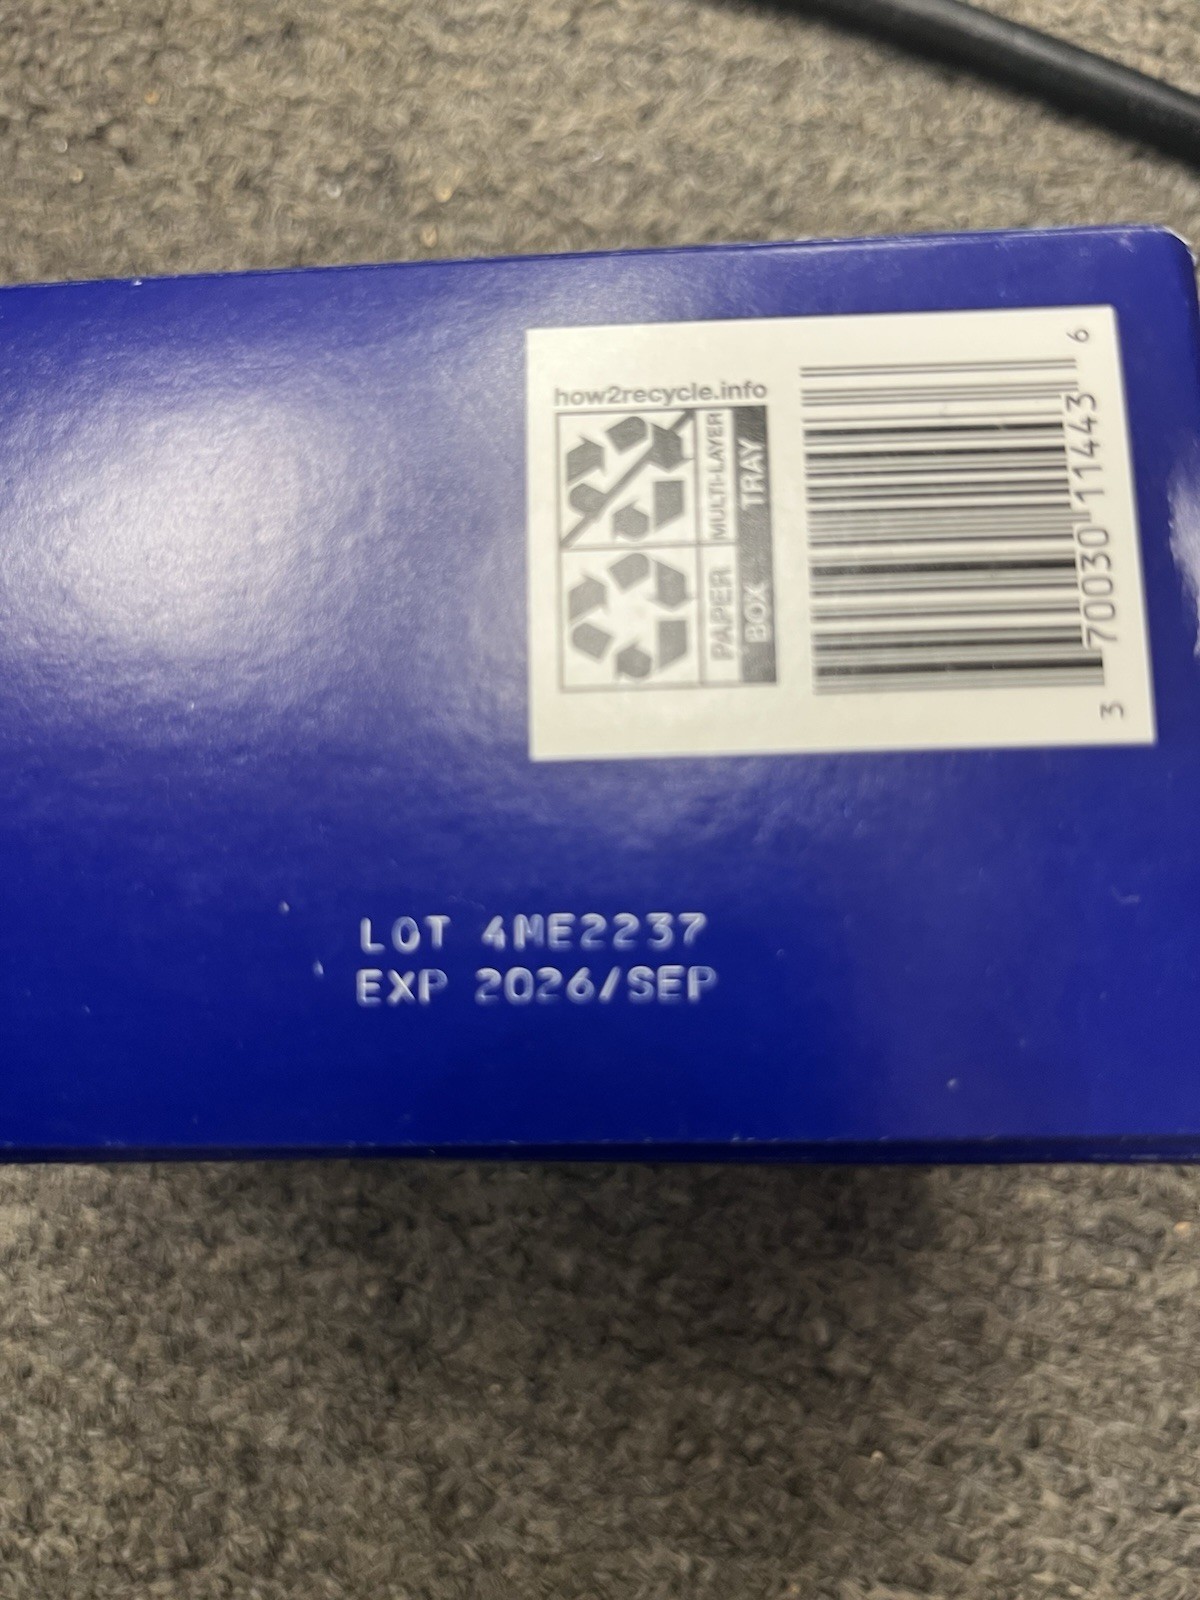 how2recycle.info
PAPER
BOX
MULTI-LAYER
TRAY
3 70030 11443 6
LOT 4ME2237
EXP 2026/SEP